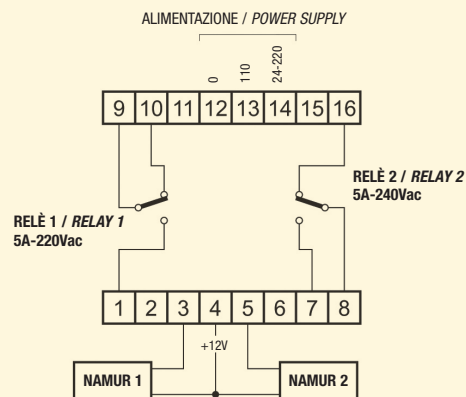 ALIMENTAZIONE / POWER SUPPLY
0 110 24-220
9 10 11 12 13 14 15 16
RELÈ 1 / RELAY 1
5A-220Vac
RELÈ 2 / RELAY 2
5A-240Vac
1 2 3 4 5 6 7 8
+12V
NAMUR 1
NAMUR 2